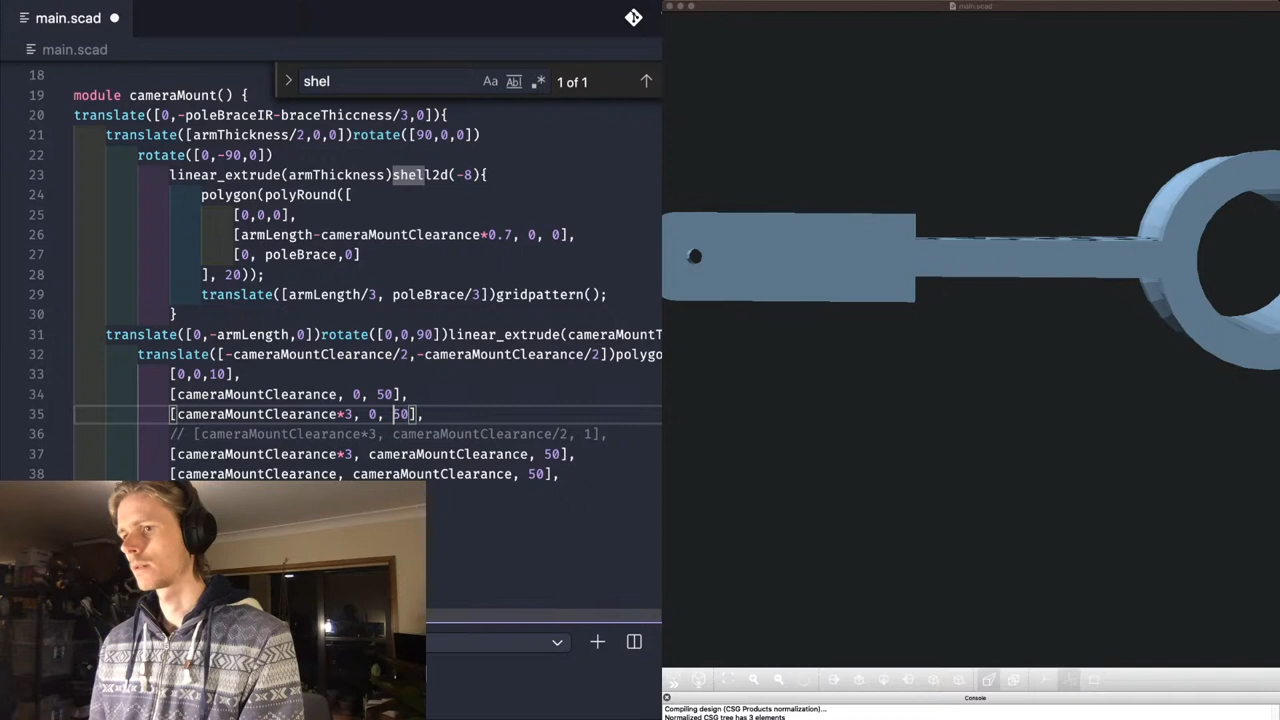 main.scad
main.scad
main.scad
shel
Aa
Abl
.*
1 of 1
18
19 module cameraMount() {
20 translate([0,-poleBraceIR-braceThiccness/3,0]){
21 translate([armThickness/2,0,0])rotate([90,0,0])
22 rotate([0,-90,0])
23 linear_extrude(armThickness)shell2d(-8){
24 polygon(polyRound([
25 [0,0,0],
26 [armLength-cameraMountClearance*0.7, 0, 0],
27 [0, poleBrace,0]
28 ], 20));
29 translate([armLength/3, poleBrace/3])gridpattern();
30 }
31 translate([0,-armLength,0])rotate([0,0,90])linear_extrude(cameraMountT
32 translate([-cameraMountClearance/2,-cameraMountClearance/2])polygon
33 [0,0,10],
34 [cameraMountClearance, 0, 50],
35 [cameraMountClearance*3, 0, 50],
36 // [cameraMountClearance*3, cameraMountClearance/2, 1],
37 [cameraMountClearance*3, cameraMountClearance, 50],
38 [cameraMountClearance, cameraMountClearance, 50],
Console
Compiling design (CSG Products normalization)...
Normalized CSG tree has 3 elements